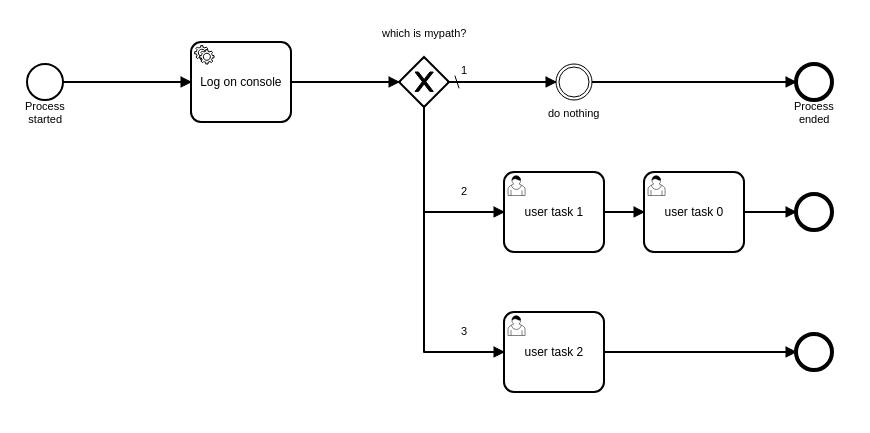 which is mypath?
Process
started
Log on console
1
do nothing
Process
ended
2
user task 1
user task 0
3
user task 2